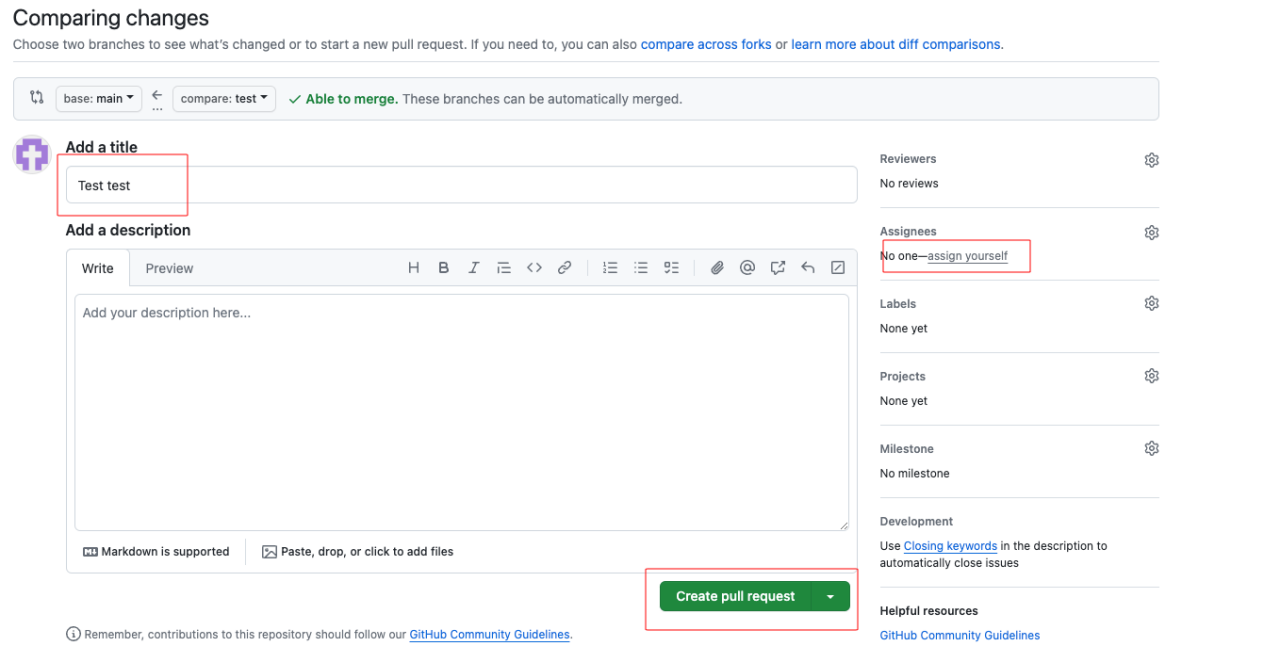 Comparing changes
Choose two branches to see what's changed or to start a new pull request. If you need to, you can also compare across forks or learn more about diff comparisons.
base: main ... compare: test Able to merge. These branches can be automatically merged.
Add a title
Test test
Add a description
Write Preview
Add your description here...
Markdown is supported Paste, drop, or click to add files
Create pull request
Remember, contributions to this repository should follow our GitHub Community Guidelines.
Reviewers
No reviews
Assignees
No one—assign yourself
Labels
None yet
Projects
None yet
Milestone
No milestone
Development
Use Closing keywords in the description to
automatically close issues
Helpful resources
GitHub Community Guidelines